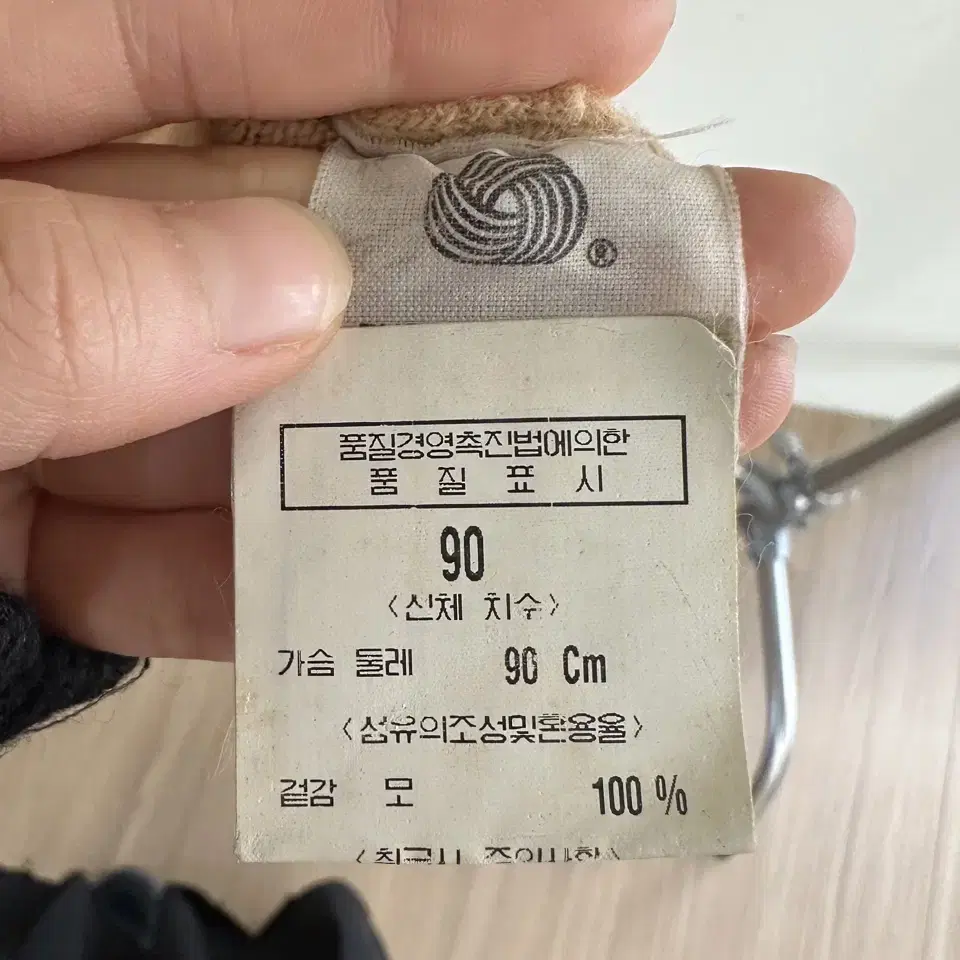 ®
품질경영촉진법에의한
품 질 표 시
90
<신체 치수>
가슴 둘레 90 Cm
<섬유의조성및혼용율>
겉감 모 100 %